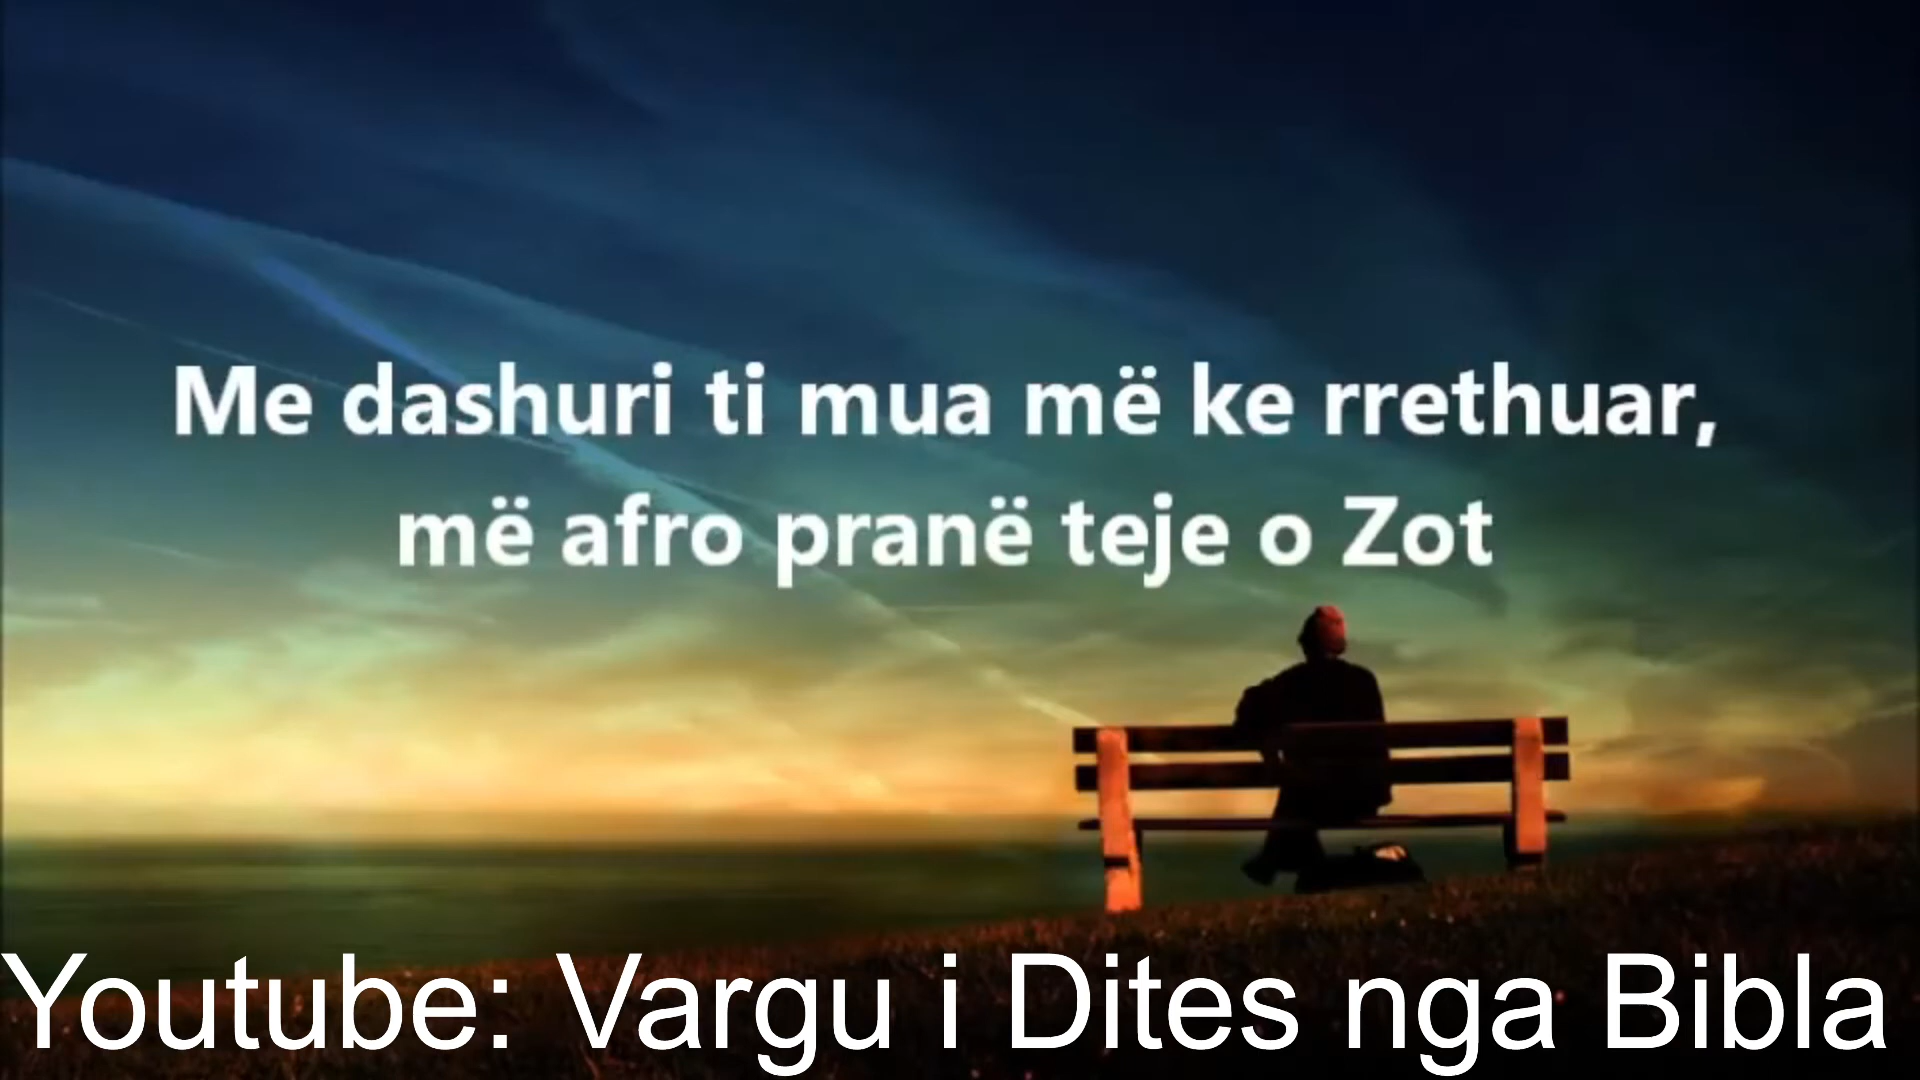 Me dashuri ti mua më ke rrethuar,
më afro pranë teje o Zot
Youtube: Vargu i Dites nga Bibla